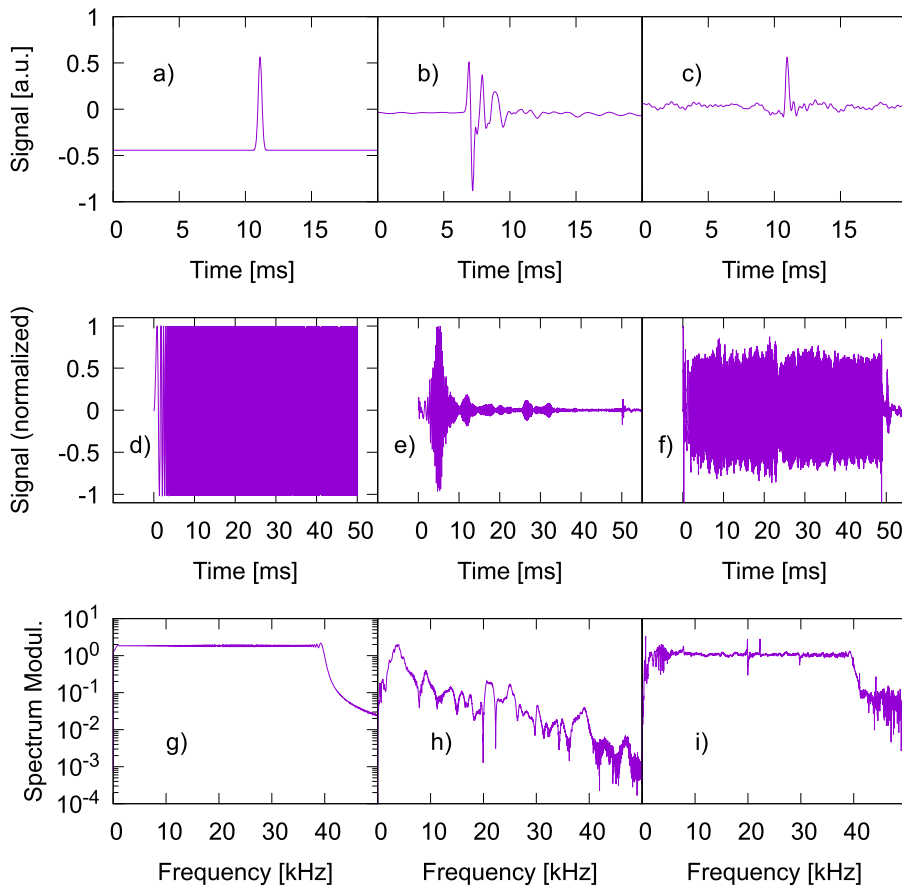 1
0.5
0
-0.5
-1
Signal [a.u.]
a) b) c)
0 5 10 15 0 5 10 15 0 5 10 15
Time [ms] Time [ms] Time [ms]
1
0.5
0
-0.5
-1
Signal (normalized)
d) e) f)
0 10 20 30 40 50 0 10 20 30 40 50 0 10 20 30 40 50
Time [ms] Time [ms] Time [ms]
10^1
10^0
10^-1
10^-2
10^-3
10^-4
Spectrum Modul.
g) h) i)
0 10 20 30 40 0 10 20 30 40 0 10 20 30 40
Frequency [kHz] Frequency [kHz] Frequency [kHz]